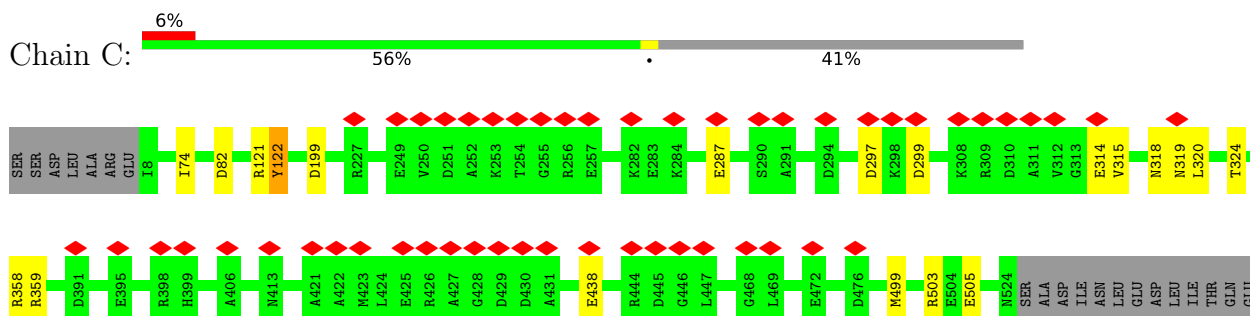 6%
Chain C:
56% • 41%
SER SER ASP LEU ALA ARG GLU I8 I74 D82 R121 Y122 D199 R227 E249 V250 D251 A252 K253 T254 G255 R256 E257 K282 E283 K284 E287 S290 A291 D294 D297 K298 D299 K308 R309 D310 A311 V312 G313 E314 V315 N318 N319 L320 T324
R358 R359 D391 E395 R398 H399 A406 N413 A421 A422 M423 L424 E425 R426 A427 G428 D429 D430 A431 E438 R444 D445 G446 L447 G468 L469 E472 D476 M499 R503 E504 E505 N524 SER ALA ASP ILE ASN LEU GLU ASP LEU ILE THR GLN GLU